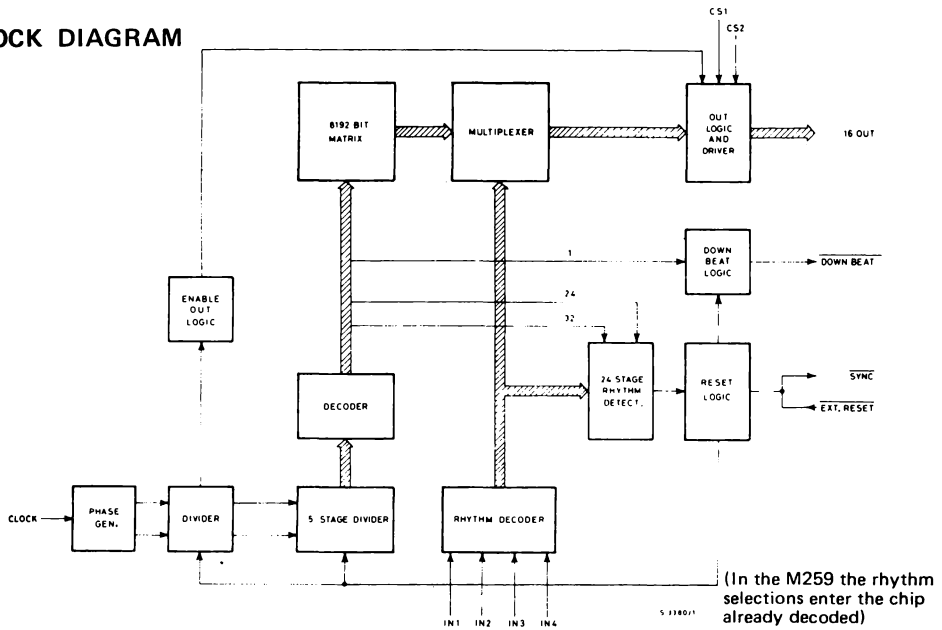 OCK DIAGRAM
CS1
CS2
8192 BIT
MATRIX
MULTIPLEXER
OUT
LOGIC
AND
DRIVER
16 OUT
1
DOWN
BEAT
LOGIC
DOWN BEAT
ENABLE
OUT
LOGIC
24
32
24 STAGE
RHYTHM
DETECT.
RESET
LOGIC
SYNC
EXT. RESET
DECODER
CLOCK
PHASE
GEN.
DIVIDER
5 STAGE DIVIDER
RHYTHM DECODER
IN1 IN2 IN3 IN4
(In the M259 the rhythm
selections enter the chip
already decoded)